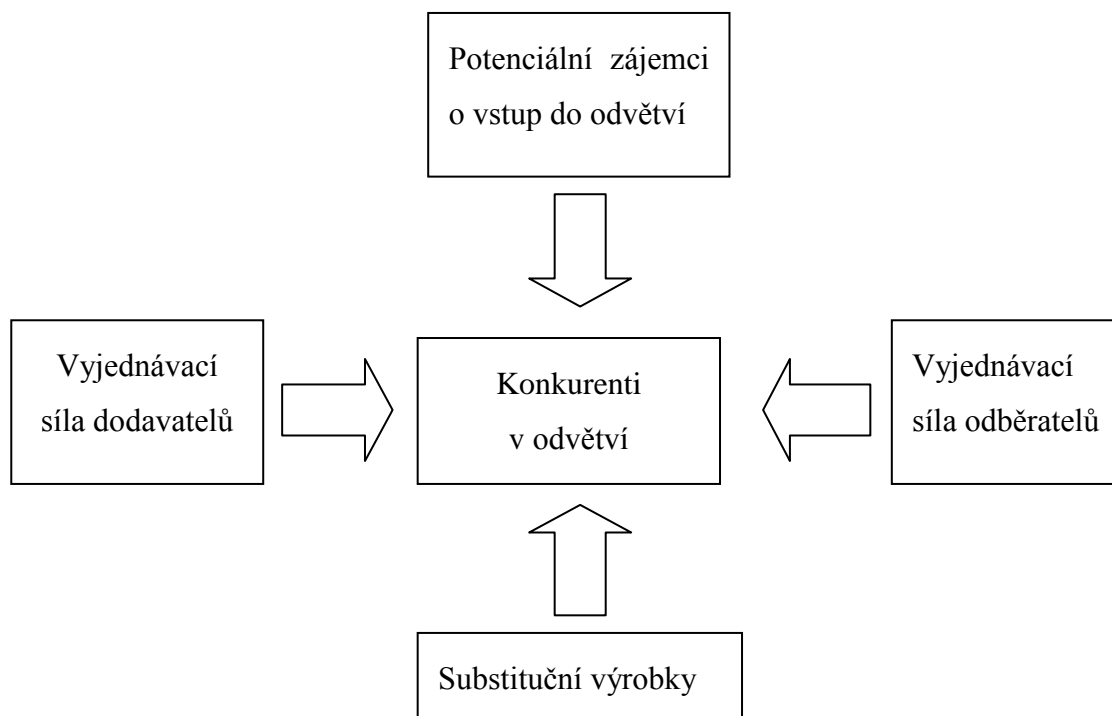 Potenciální zájemci
o vstup do odvětví
Vyjednávací
síla dodavatelů
Konkurenti
v odvětví
Vyjednávací
síla odběratelů
Substituční výrobky